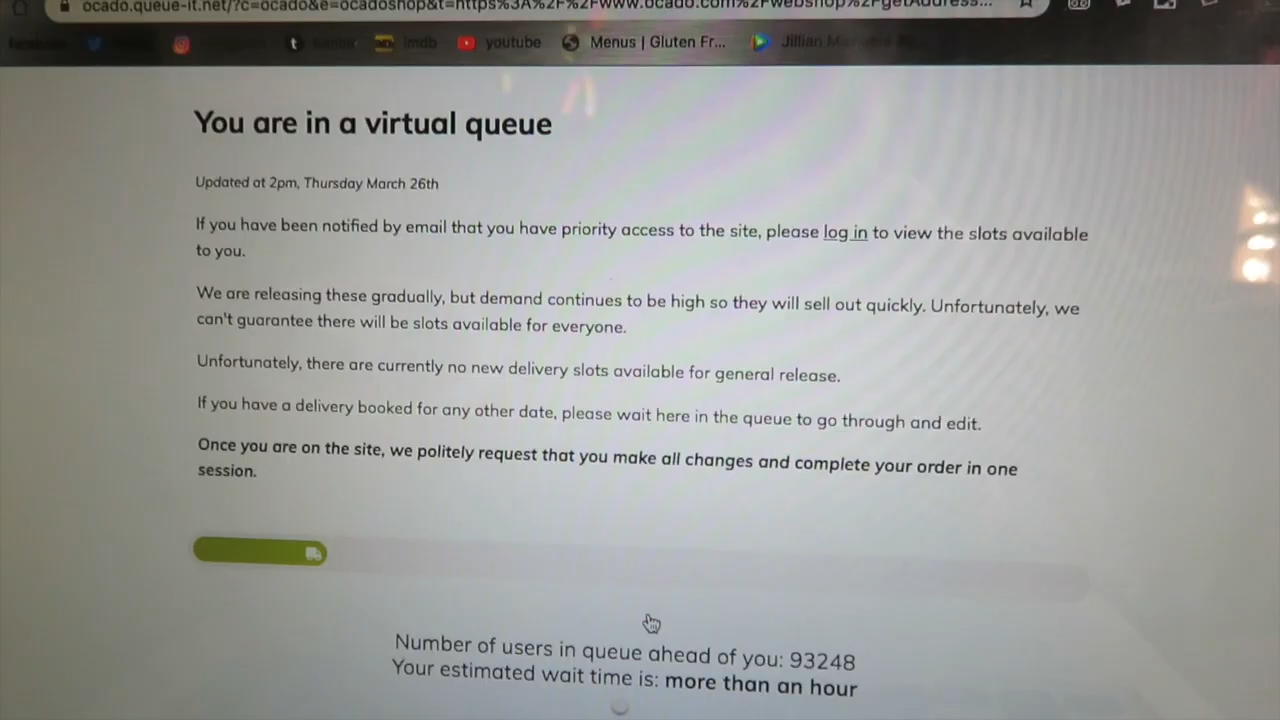 ocado.queue-it.net/?c=ocado&e=ocadoshop&t=https%3A%2F%2Fwww.ocado.com%2Fwebshop%2FgetAddress...
facebook imdb youtube Menus | Gluten Fr... Jillian
You are in a virtual queue
Updated at 2pm, Thursday March 26th
If you have been notified by email that you have priority access to the site, please log in to view the slots available
to you.
We are releasing these gradually, but demand continues to be high so they will sell out quickly. Unfortunately, we
can't guarantee there will be slots available for everyone.
Unfortunately, there are currently no new delivery slots available for general release.
If you have a delivery booked for any other date, please wait here in the queue to go through and edit.
Once you are on the site, we politely request that you make all changes and complete your order in one
session.
Number of users in queue ahead of you: 93248
Your estimated wait time is: more than an hour